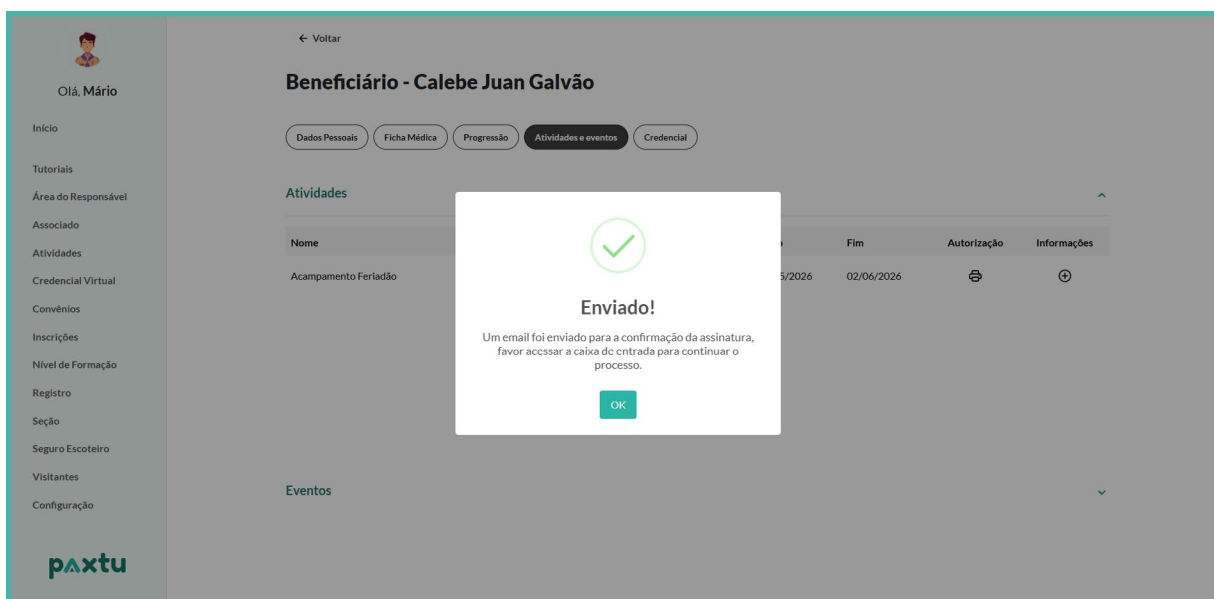 ← Voltar
Olá, Mário
Beneficiário - Calebe Juan Galvão
Dados Pessoais Ficha Médica Progressão Atividades e eventos Credencial
Início
Tutoriais
Área do Responsável
Associado
Atividades
Credencial Virtual
Convênios
Inscrições
Nível de Formação
Registro
Seção
Seguro Escoteiro
Visitantes
Configuração
paxtu
Atividades
Nome Fim Autorização Informações
Acampamento Feriadão 5/2026 02/06/2026
Enviado!
Um email foi enviado para a confirmação da assinatura,
favor acessar a caixa de entrada para continuar o
processo.
OK
Eventos